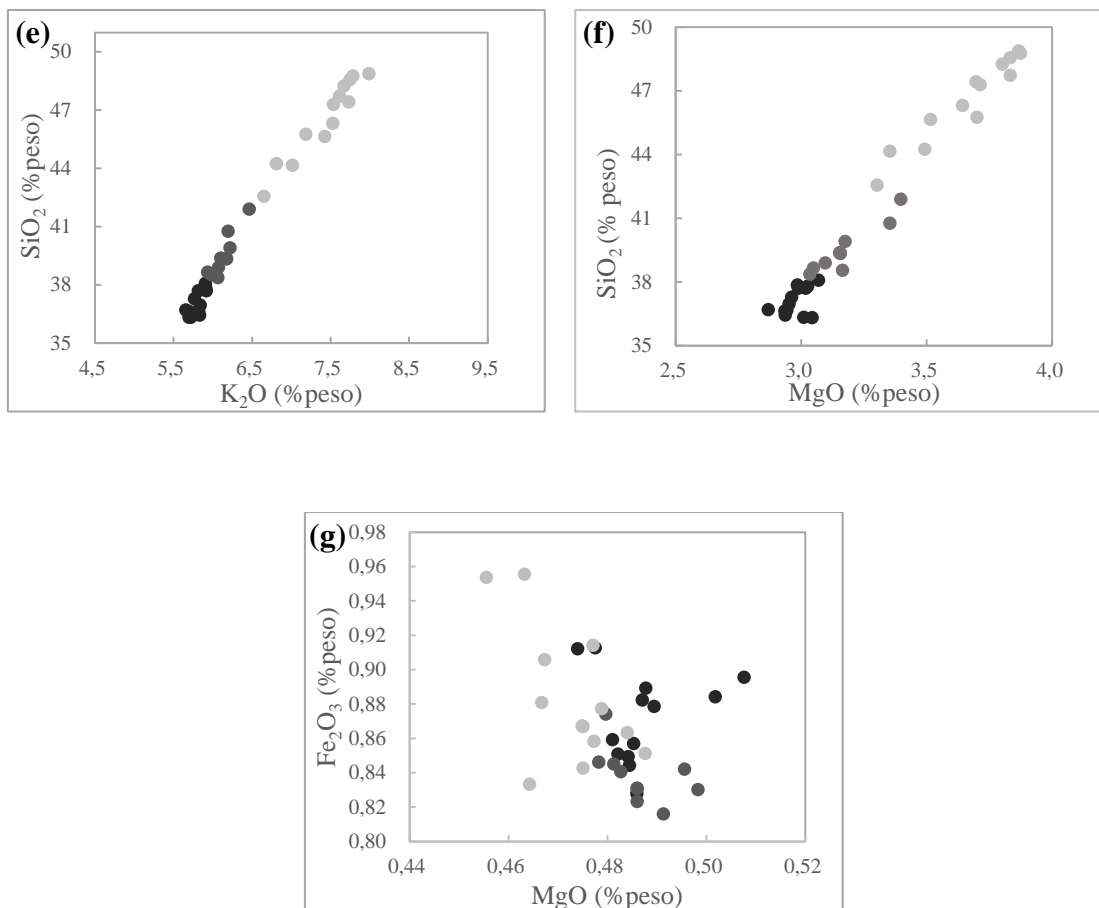 (e)
50
47
44
41
38
35
SiO₂ (%peso)
4,5 5,5 6,5 7,5 8,5 9,5
K₂O (%peso)
(f)
50
47
44
41
38
35
SiO₂ (% peso)
2,5 3,0 3,5 4,0
MgO (%peso)
(g)
0,98
0,96
0,94
0,92
0,90
0,88
0,86
0,84
0,82
0,80
Fe₂O₃ (%peso)
0,44 0,46 0,48 0,50 0,52
MgO (%peso)